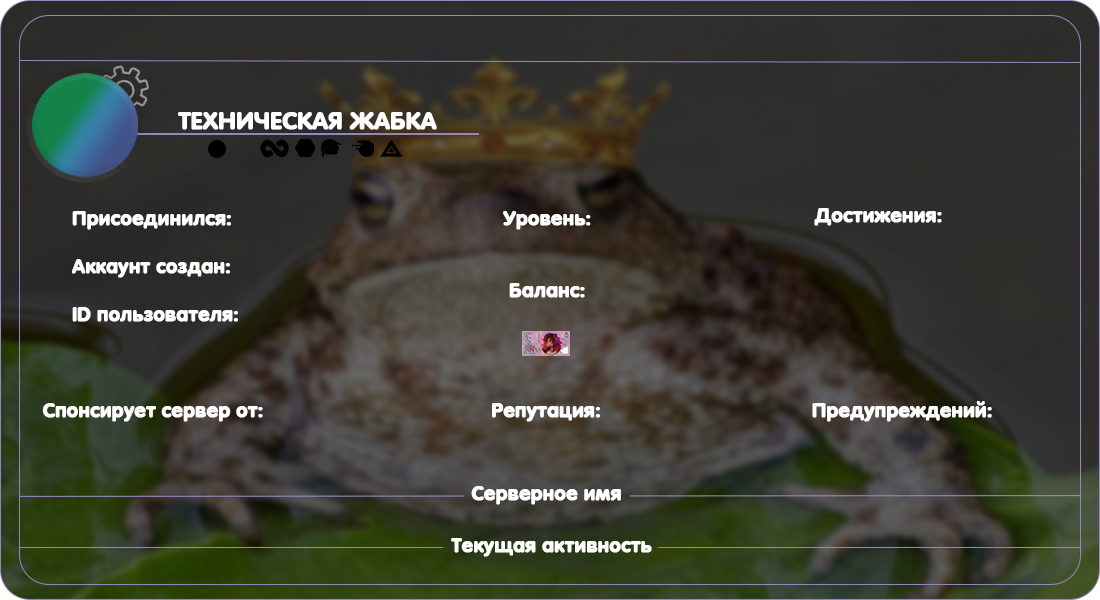 ТЕХНИЧЕСКАЯ ЖАБКА
Присоединился:
Уровень:
Достижения:
Аккаунт создан:
Баланс:
ID пользователя:
Спонсирует сервер от:
Репутация:
Предупреждений:
Серверное имя
Текущая активность